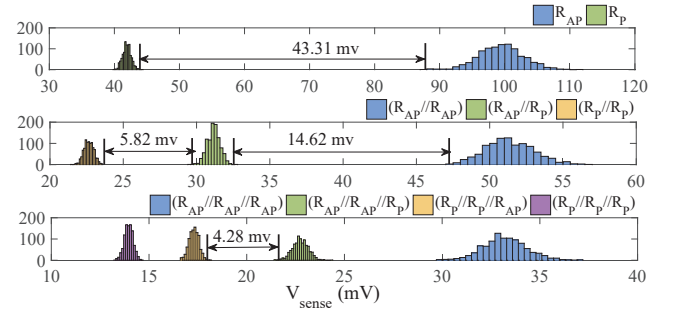 R_AP R_P
200
100
0
43.31 mv
30 40 50 60 70 80 90 100 110 120
(R_AP//R_AP) (R_AP//R_P) (R_P//R_P)
200
100
0
5.82 mv 14.62 mv
20 25 30 35 40 45 50 55 60
(R_AP//R_AP//R_AP) (R_AP//R_AP//R_P) (R_P//R_P//R_AP) (R_P//R_P//R_P)
200
100
0
4.28 mv
10 15 20 25 30 35 40
V_sense (mV)